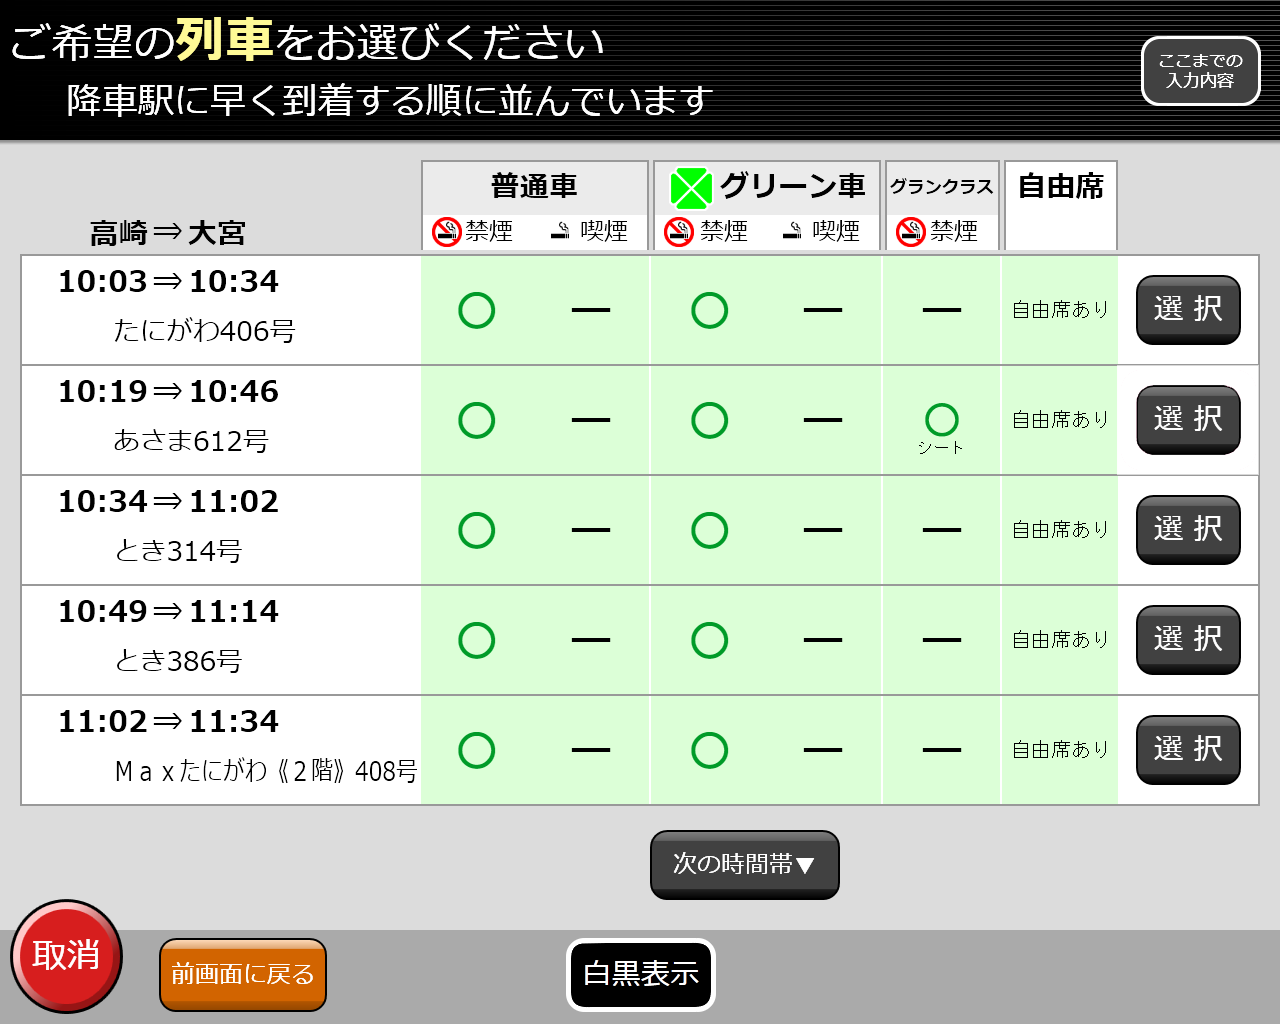 ご希望の列車をお選びください
降車駅に早く到着する順に並んでいます
ここまでの
入力内容
高崎⇒大宮
普通車
禁煙 喫煙
グリーン車
禁煙 喫煙
グランクラス
禁煙
自由席
10:03⇒10:34
たにがわ406号
○ ― ○ ― ― 自由席あり 選 択
10:19⇒10:46
あさま612号
○ ― ○ ― ○ 自由席あり 選 択
シート
10:34⇒11:02
とき314号
○ ― ○ ― ― 自由席あり 選 択
10:49⇒11:14
とき386号
○ ― ○ ― ― 自由席あり 選 択
11:02⇒11:34
Ｍａｘたにがわ《２階》408号
○ ― ○ ― ― 自由席あり 選 択
次の時間帯▼
取消
前画面に戻る
白黒表示